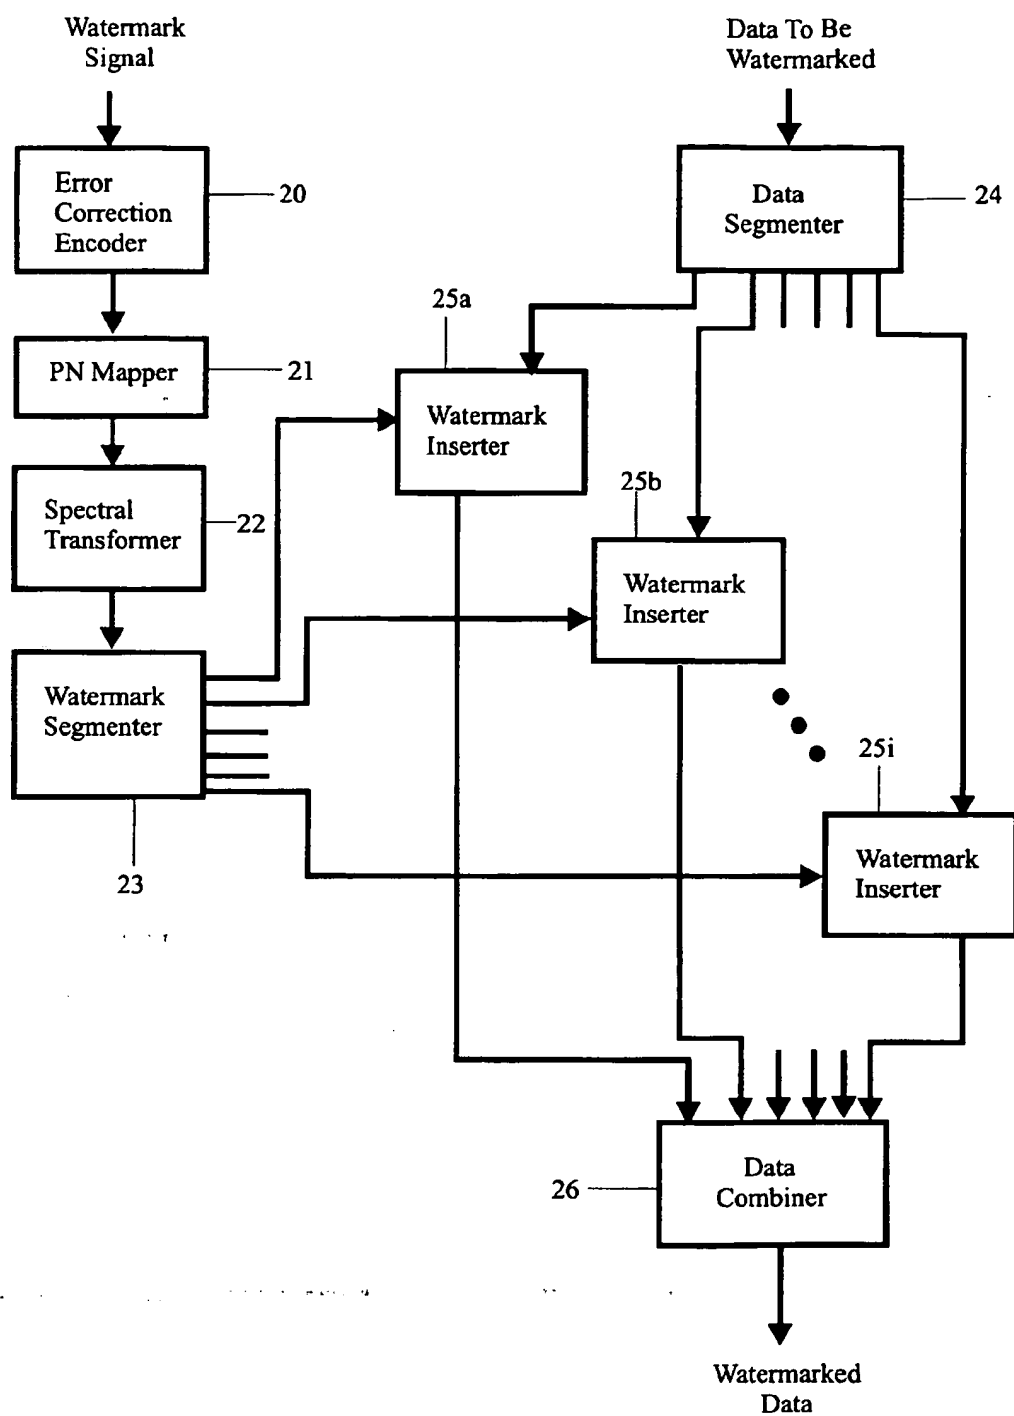 Watermark
Signal
Data To Be
Watermarked
Error
Correction
Encoder
20
Data
Segmenter
24
25a
PN Mapper
21
Watermark
Inserter
25b
Spectral
Transformer
22
Watermark
Inserter
Watermark
Segmenter
23
25i
Watermark
Inserter
Data
Combiner
26
Watermarked
Data